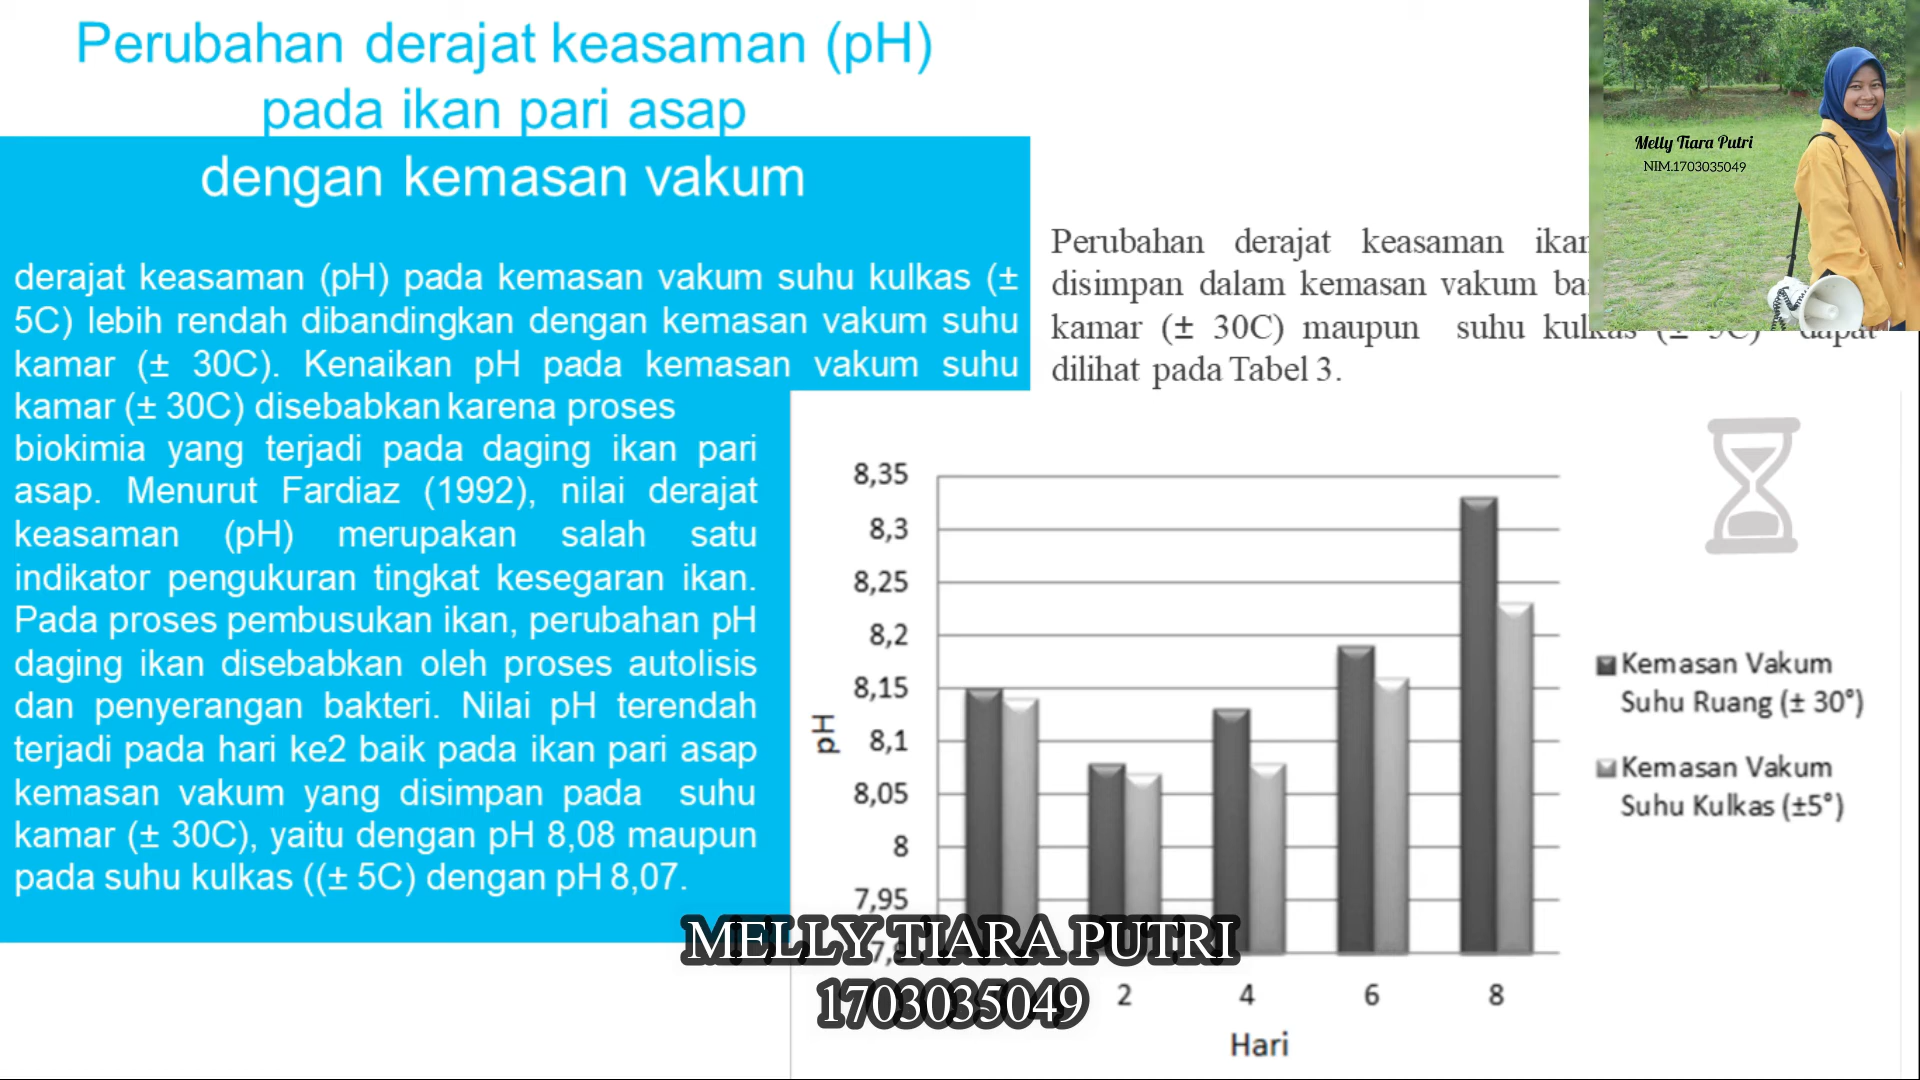 Perubahan derajat keasaman (pH)
pada ikan pari asap
dengan kemasan vakum
derajat keasaman (pH) pada kemasan vakum suhu kulkas (±
5C) lebih rendah dibandingkan dengan kemasan vakum suhu
kamar (± 30C). Kenaikan pH pada kemasan vakum suhu
kamar (± 30C) disebabkan karena proses
biokimia yang terjadi pada daging ikan pari
asap. Menurut Fardiaz (1992), nilai derajat
keasaman (pH) merupakan salah satu
indikator pengukuran tingkat kesegaran ikan.
Pada proses pembusukan ikan, perubahan pH
daging ikan disebabkan oleh proses autolisis
dan penyerangan bakteri. Nilai pH terendah
terjadi pada hari ke2 baik pada ikan pari asap
kemasan vakum yang disimpan pada suhu
kamar (± 30C), yaitu dengan pH 8,08 maupun
pada suhu kulkas ((± 5C) dengan pH 8,07.
Melly Tiara Putri
NIM.1703035049
Perubahan derajat keasaman
disimpan dalam kemasan vakum
kamar (± 30C) maupun suhu kulkas (± 5C) dapat
dilihat pada Tabel 3.
8,35
8,3
8,25
8,2
8,15
8,1
8,05
8
7,95
pH
2 4 6 8
Hari
Kemasan Vakum
Suhu Ruang (± 30°)
Kemasan Vakum
Suhu Kulkas (±5°)
MELLY TIARA PUTRI
1703035049